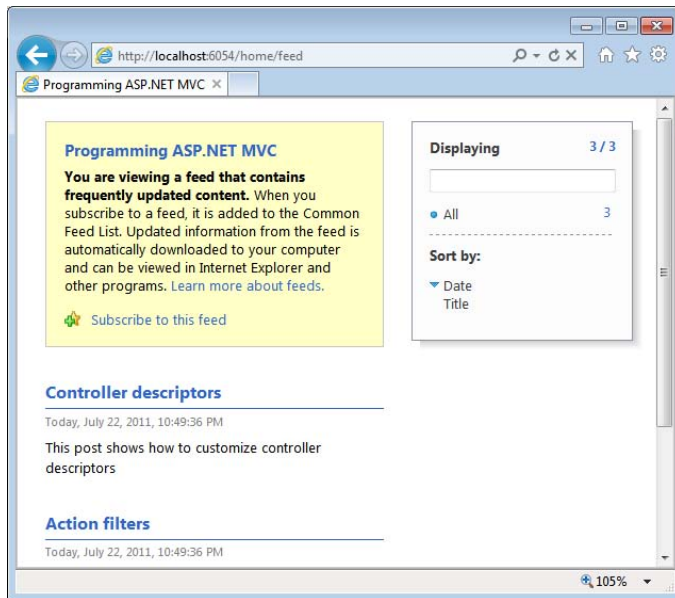 http://localhost:6054/home/feed
Programming ASP.NET MVC
Programming ASP.NET MVC
You are viewing a feed that contains
frequently updated content. When you
subscribe to a feed, it is added to the Common
Feed List. Updated information from the feed is
automatically downloaded to your computer
and can be viewed in Internet Explorer and
other programs. Learn more about feeds.
Subscribe to this feed
Displaying 3 / 3
All 3
Sort by:
Date
Title
Controller descriptors
Today, July 22, 2011, 10:49:36 PM
This post shows how to customize controller
descriptors
Action filters
Today, July 22, 2011, 10:49:36 PM
105%